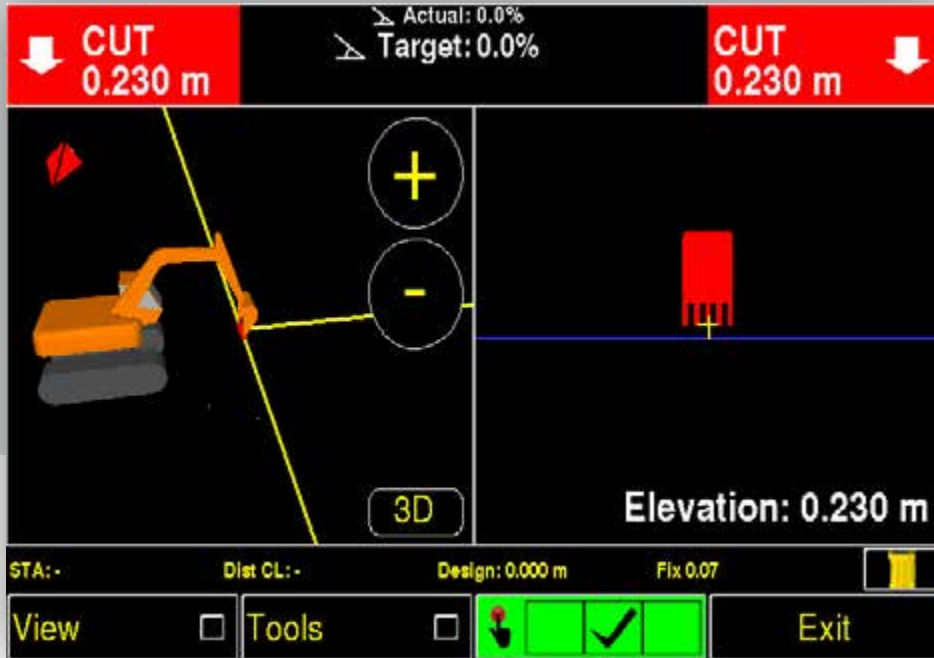 CUT
0.230 m
Actual: 0.0%
Target: 0.0%
CUT
0.230 m
+
-
3D
Elevation: 0.230 m
STA: -
Dist CL: -
Design: 0.000 m
Fix 0.07
View
Tools
Exit